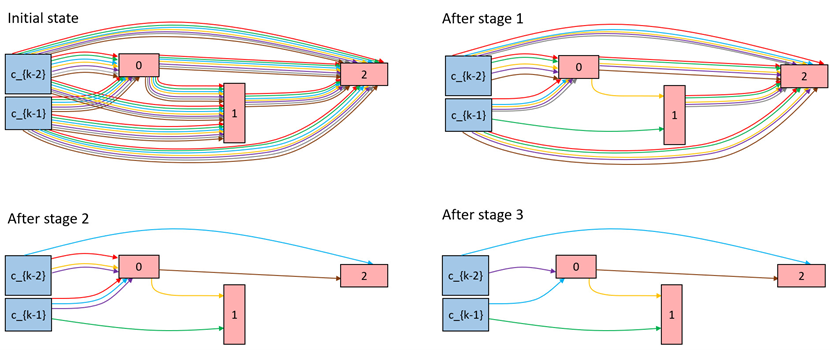 Initial state
c_{k-2}
c_{k-1}
0
1
2
After stage 1
c_{k-2}
c_{k-1}
0
1
2
After stage 2
c_{k-2}
c_{k-1}
0
1
2
After stage 3
c_{k-2}
c_{k-1}
0
1
2